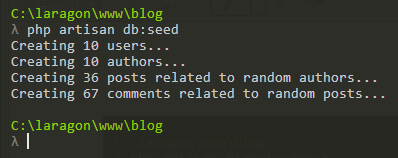 C:\laragon\www\blog
λ php artisan db:seed
Creating 10 users...
Creating 10 authors...
Creating 36 posts related to random authors...
Creating 67 comments related to random posts...
C:\laragon\www\blog
λ